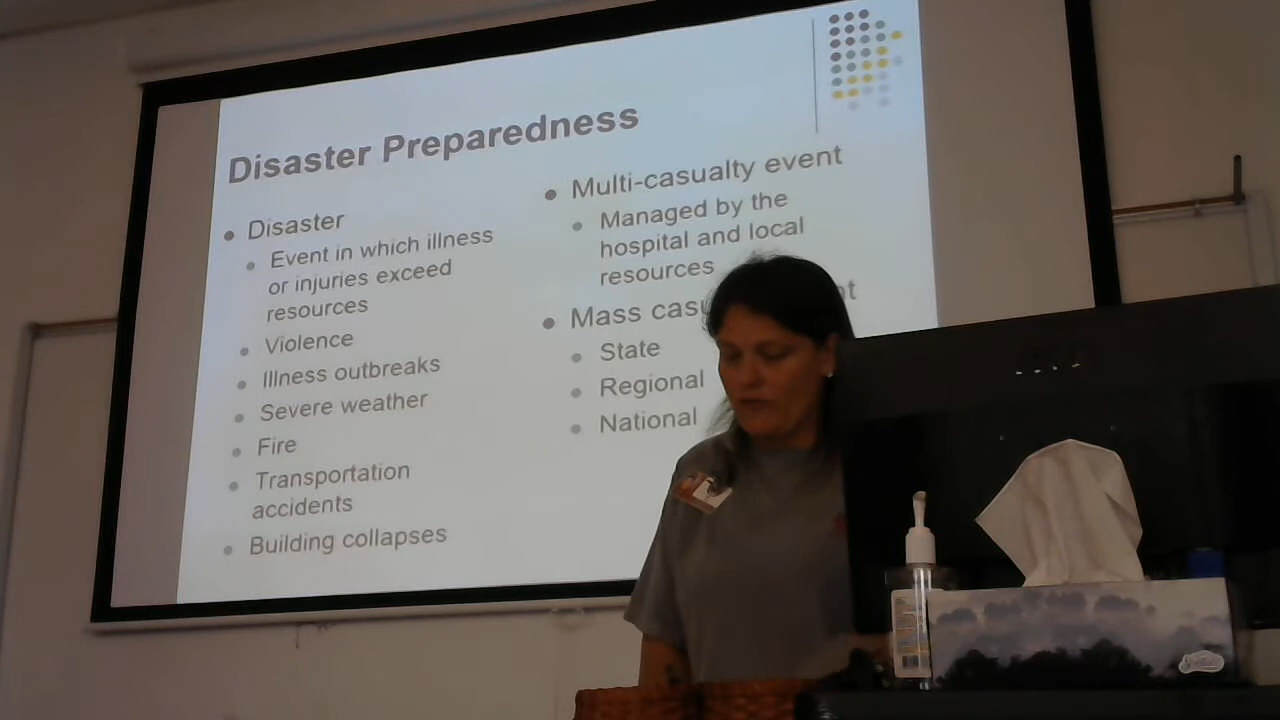 Disaster Preparedness
Disaster
Event in which illness
or injuries exceed
resources
Violence
Illness outbreaks
Severe weather
Fire
Transportation
accidents
Building collapses
Multi-casualty event
Managed by the
hospital and local
resources
Mass
State
Regional
National